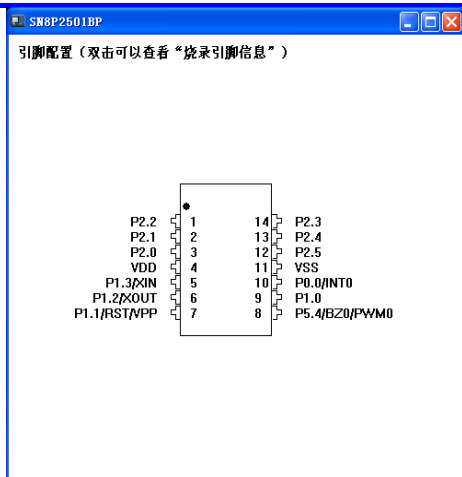 SN8P2501BP
引脚配置（双击可以查看“烧录引脚信息”）
P2.2 1 14 P2.3
P2.1 2 13 P2.4
P2.0 3 12 P2.5
VDD 4 11 VSS
P1.3/XIN 5 10 P0.0/INT0
P1.2/XOUT 6 9 P1.0
P1.1/RST/VPP 7 8 P5.4/BZ0/PWM0